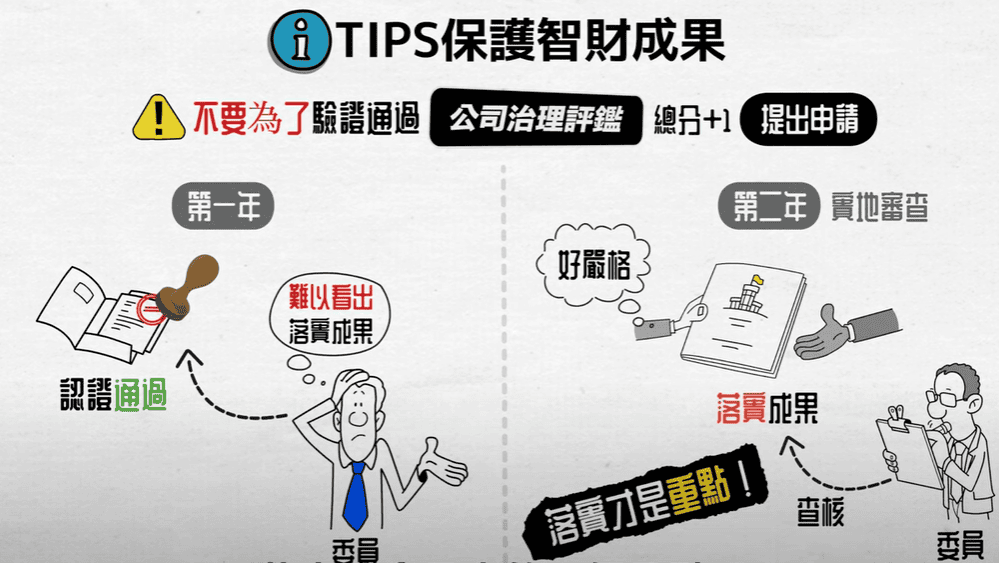 i TIPS保護智財成果
! 不要為了驗證通過 公司治理評鑑 總分+1 提出申請
第一年
第二年 實地審查
好嚴格
難以看出
落實成果
認證通過
落實成果
落實才是重點！
查核
委員
委員